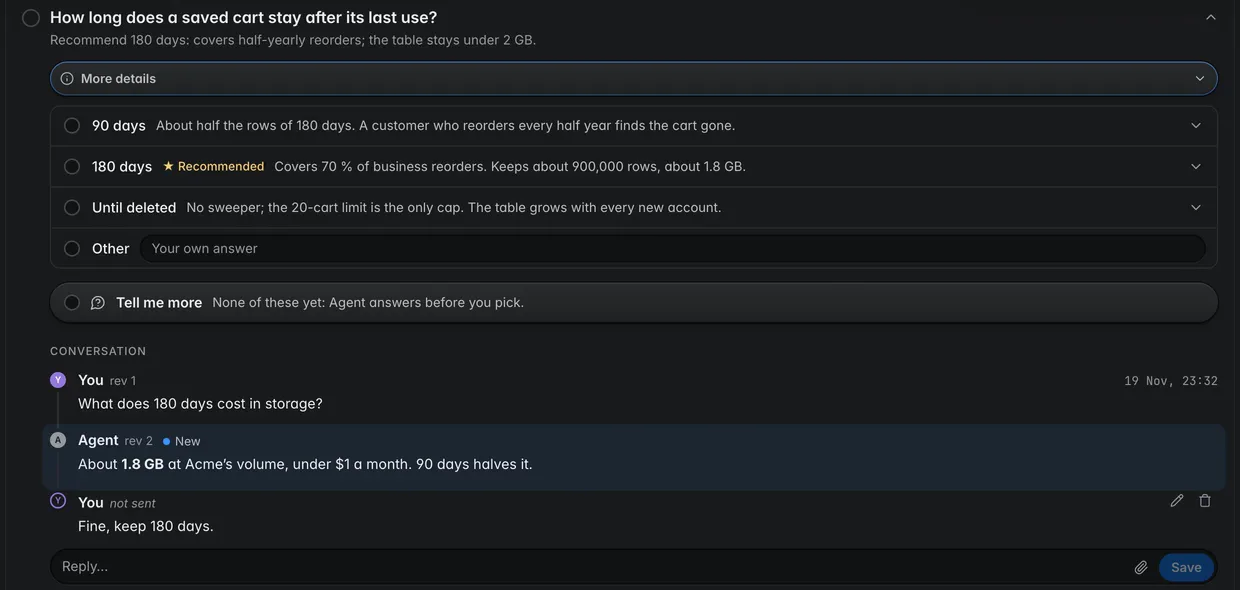 How long does a saved cart stay after its last use?
Recommend 180 days: covers half-yearly reorders; the table stays under 2 GB.
More details
90 days About half the rows of 180 days. A customer who reorders every half year finds the cart gone.
180 days ★ Recommended Covers 70 % of business reorders. Keeps about 900,000 rows, about 1.8 GB.
Until deleted No sweeper; the 20-cart limit is the only cap. The table grows with every new account.
Other Your own answer
Tell me more None of these yet: Agent answers before you pick.
CONVERSATION
Y You rev 1 19 Nov, 23:32
What does 180 days cost in storage?
A Agent rev 2 New
About 1.8 GB at Acme’s volume, under $1 a month. 90 days halves it.
Y You not sent
Fine, keep 180 days.
Reply... Save